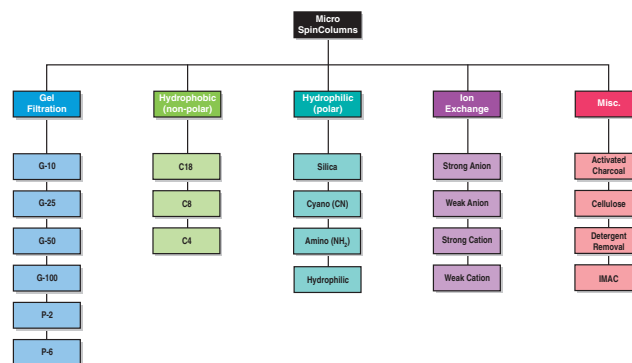 Micro
SpinColumns
Gel
Filtration
Hydrophobic
(non-polar)
Hydrophilic
(polar)
Ion
Exchange
Misc.
G-10
G-25
G-50
G-100
P-2
P-6
C18
C8
C4
Silica
Cyano (CN)
Amino (NH₂)
Hydrophilic
Strong Anion
Weak Anion
Strong Cation
Weak Cation
Activated
Charcoal
Cellulose
Detergent
Removal
IMAC